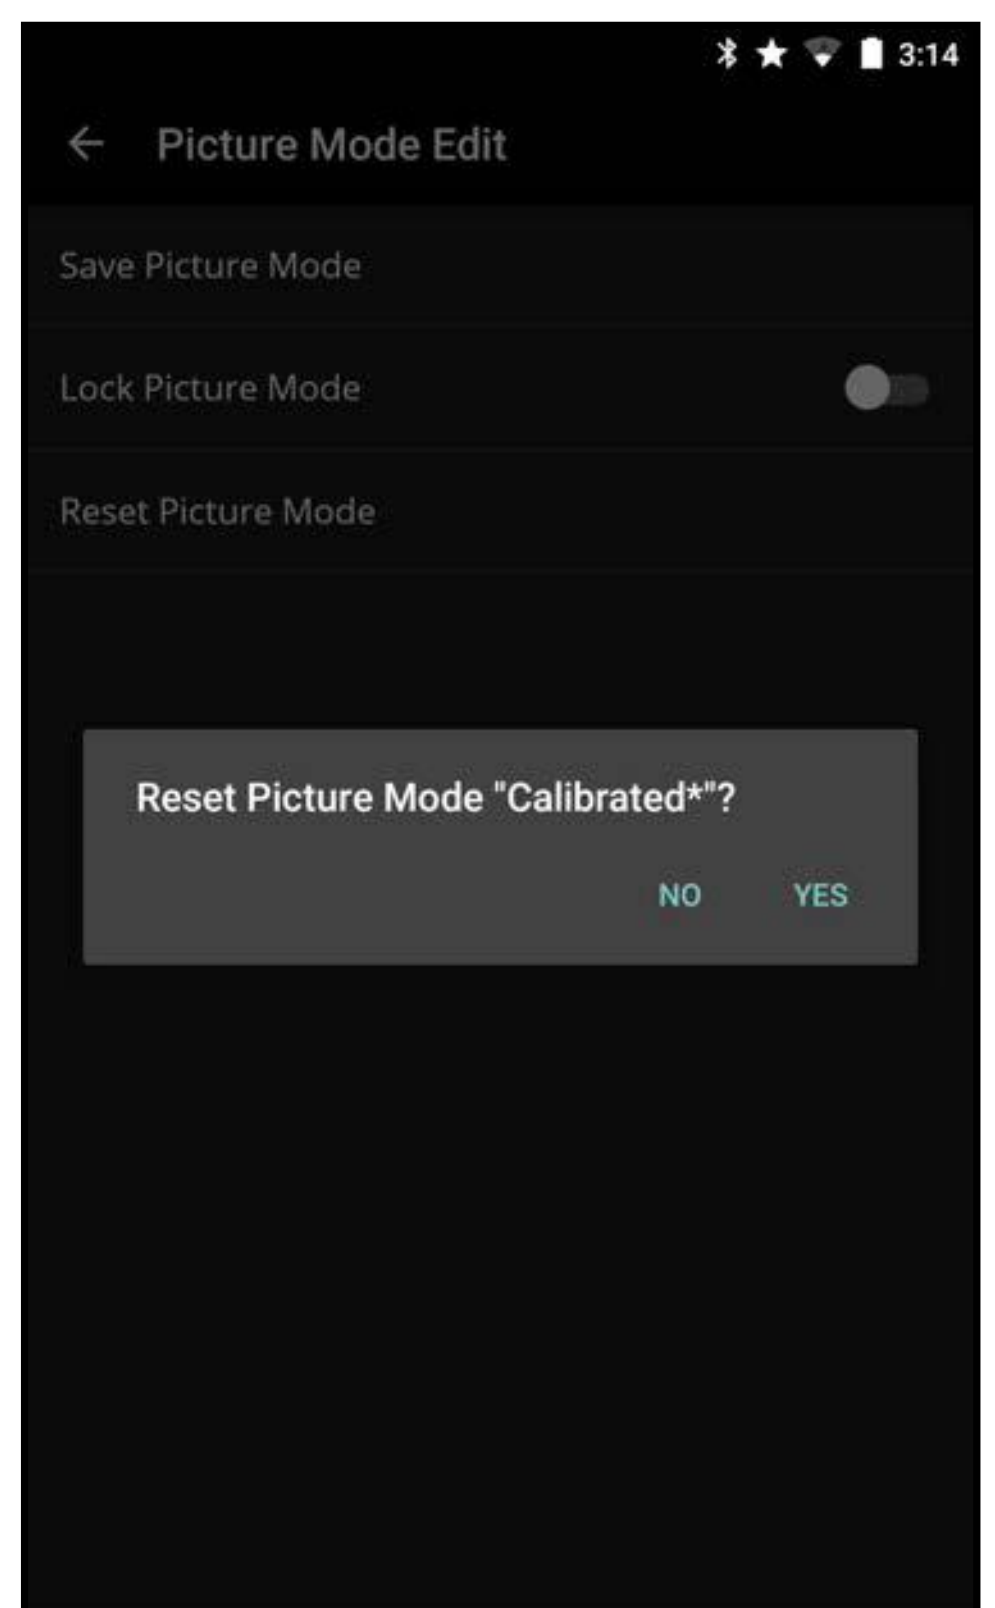 3:14
Picture Mode Edit
Save Picture Mode
Lock Picture Mode
Reset Picture Mode
Reset Picture Mode "Calibrated*"?
NO YES